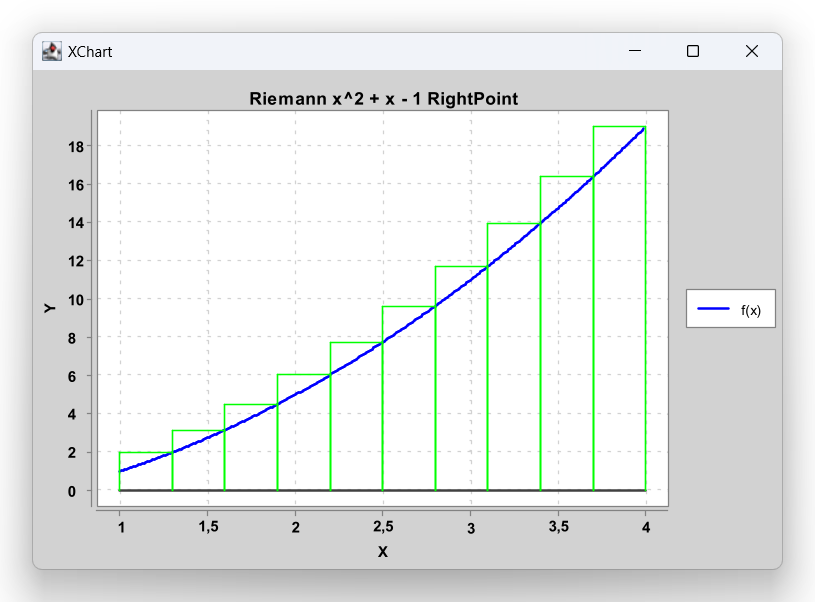 XChart
Riemann x^2 + x - 1 RightPoint
18
16
14
12
10
8
6
4
2
0
Y
f(x)
1 1,5 2 2,5 3 3,5 4
X